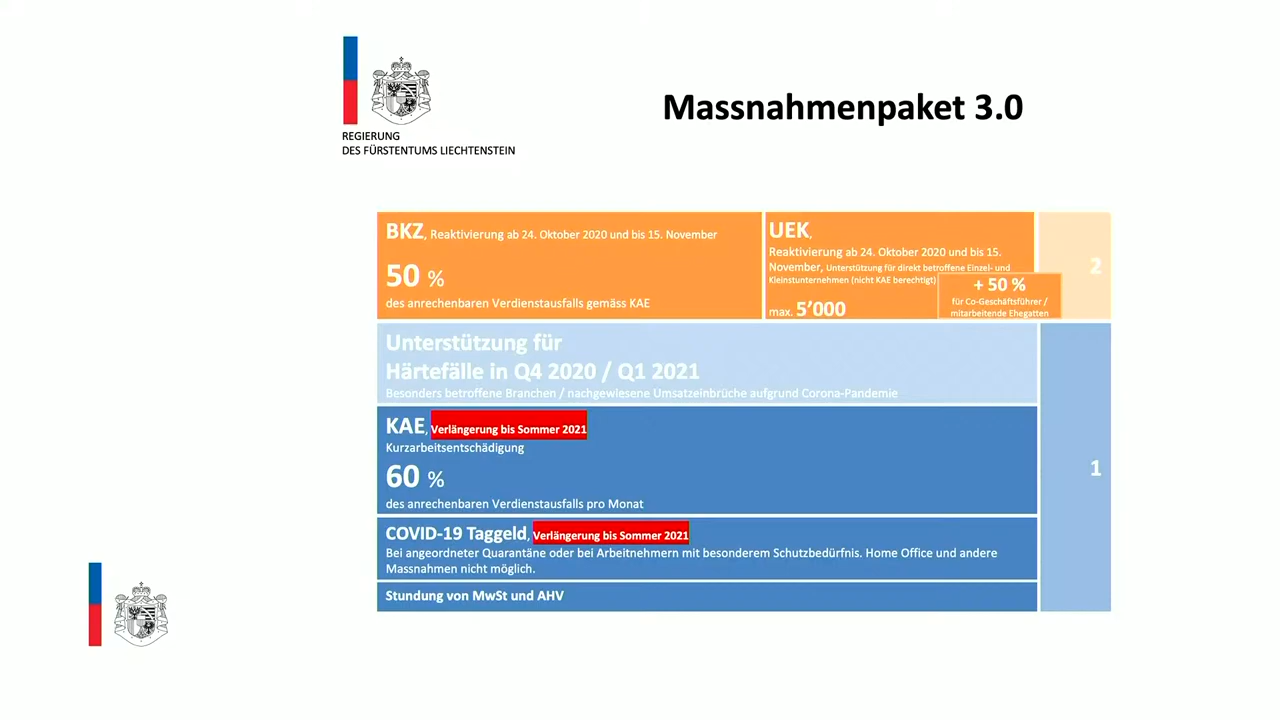 REGIERUNG
DES FÜRSTENTUMS LIECHTENSTEIN
Massnahmenpaket 3.0
BKZ, Reaktivierung ab 24. Oktober 2020 und bis 15. November
50 %
des anrechenbaren Verdienstausfalls gemäss KAE
UEK,
Reaktivierung ab 24. Oktober 2020 und bis 15.
November, Unterstützung für direkt betroffene Einzel- und
Kleinstunternehmen (nicht KAE berechtigt)
max. 5’000
+ 50 %
für Co-Geschäftsführer /
mitarbeitende Ehegatten
2
Unterstützung für
Härtefälle in Q4 2020 / Q1 2021
Besonders betroffene Branchen / nachgewiesene Umsatzeinbrüche aufgrund Corona-Pandemie
KAE, Verlängerung bis Sommer 2021
Kurzarbeitsentschädigung
60 %
des anrechenbaren Verdienstausfalls pro Monat
1
COVID-19 Taggeld, Verlängerung bis Sommer 2021
Bei angeordneter Quarantäne oder bei Arbeitnehmern mit besonderem Schutzbedürfnis. Home Office und andere
Massnahmen nicht möglich.
Stundung von MwSt und AHV